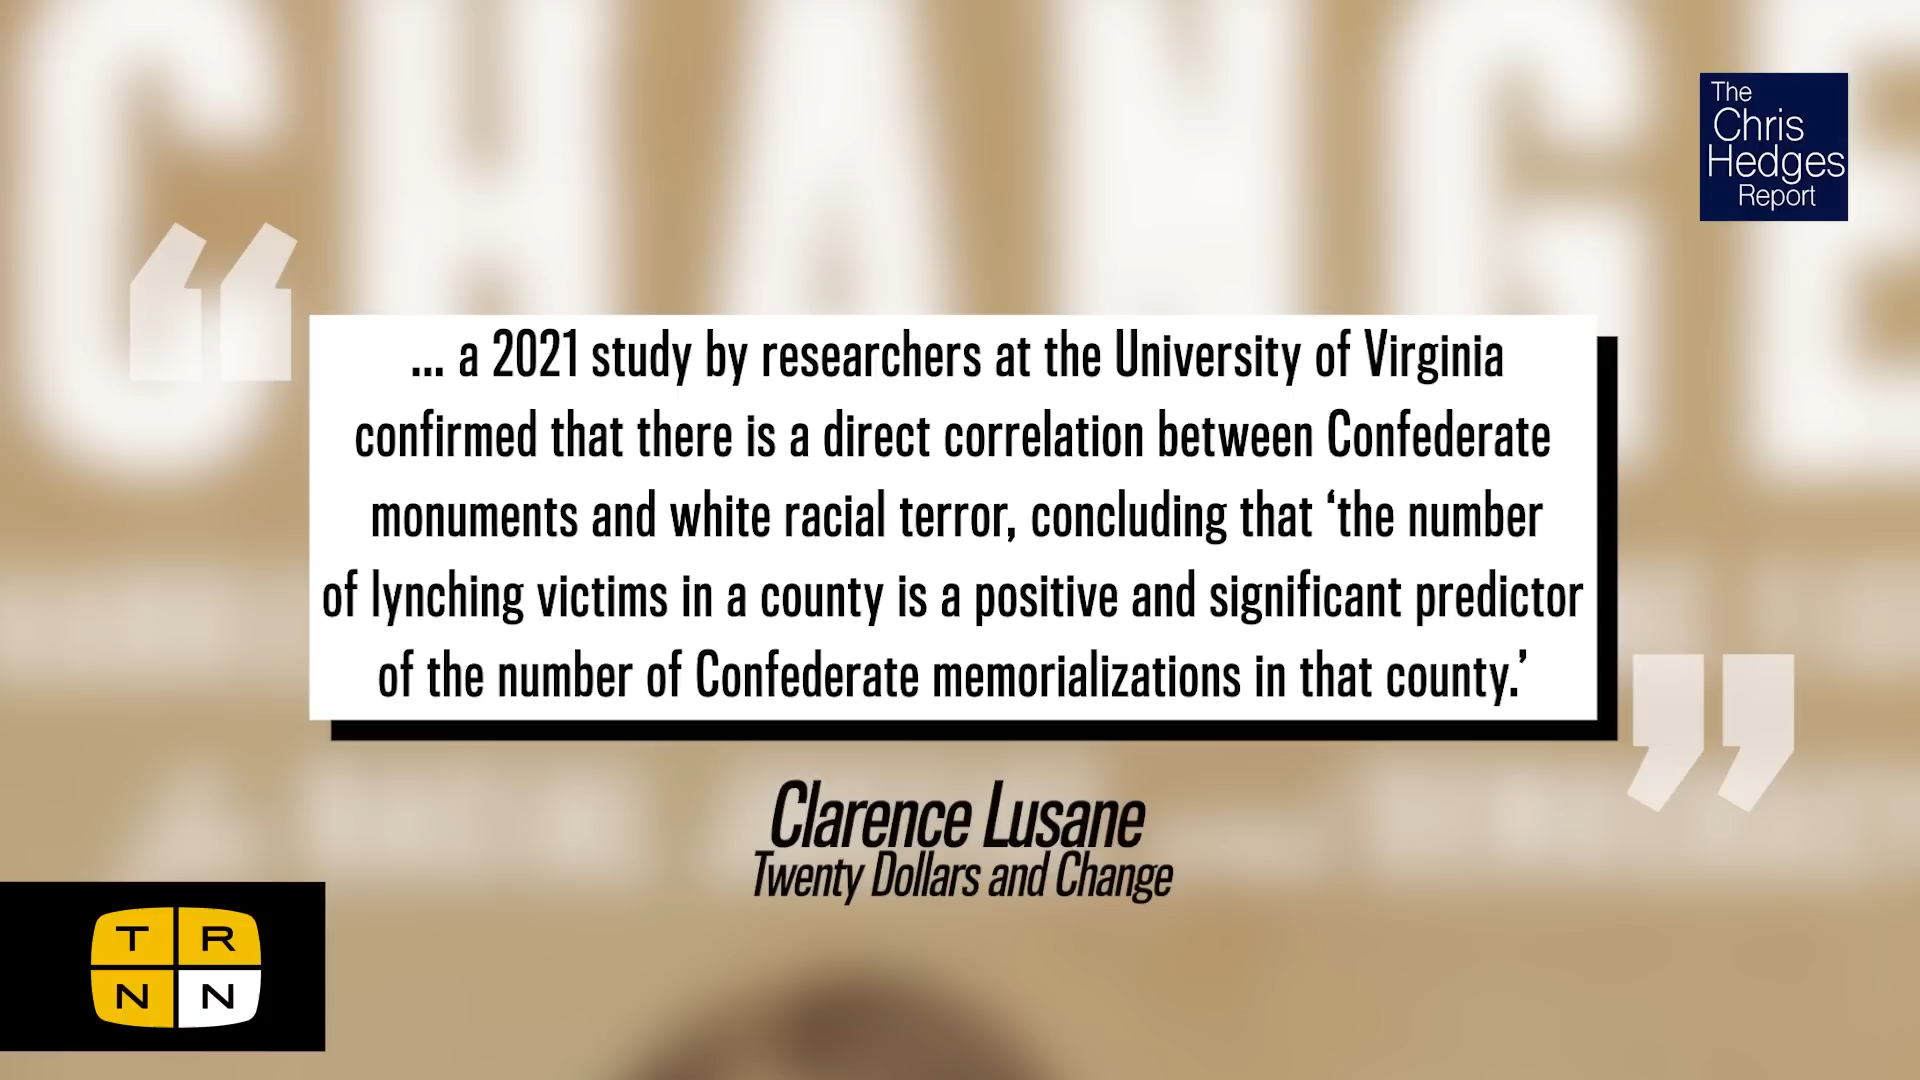 CHANGE
The
Chris
Hedges
Report
“
... a 2021 study by researchers at the University of Virginia
confirmed that there is a direct correlation between Confederate
monuments and white racial terror, concluding that ‘the number
of lynching victims in a county is a positive and significant predictor
of the number of Confederate memorializations in that county.’
”
Clarence Lusane
Twenty Dollars and Change
T R
N N